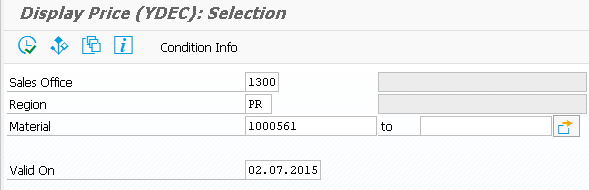 Display Price (YDEC): Selection
Condition Info
Sales Office 1300
Region PR
Material 1000561 to
Valid On 02.07.2015